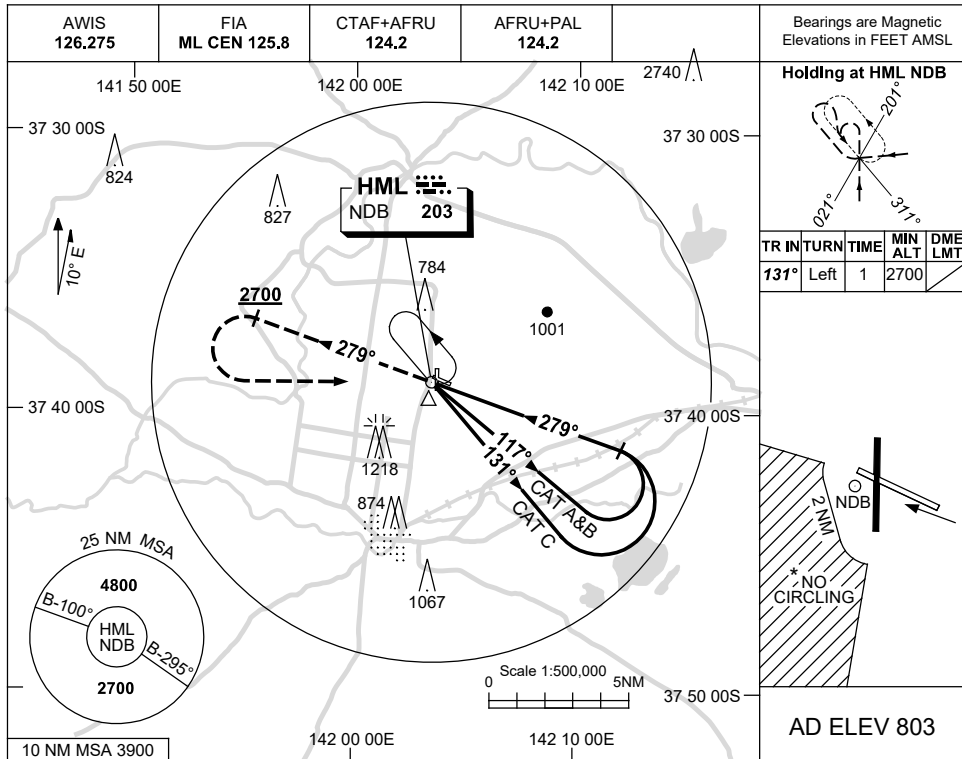 AWIS
126.275
FIA
ML CEN 125.8
CTAF+AFRU
124.2
AFRU+PAL
124.2
Bearings are Magnetic
Elevations in FEET AMSL
141 50 00E
142 00 00E
142 10 00E
2740
37 30 00S
37 30 00S
824
827
HML
NDB 203
10° E
784
2700
1001
279°
37 40 00S
37 40 00S
279°
117°
131°
CAT A&B
CAT C
1218
874
1067
25 NM MSA
4800
B-100°
HML
NDB
B-295°
2700
Scale 1:500,000
0 5NM
37 50 00S
142 00 00E
142 10 00E
10 NM MSA 3900
Holding at HML NDB
201°
021°
311°
TR IN TURN TIME MIN ALT DME LMT
131° Left 1 2700
NDB
2 NM
* NO
CIRCLING
AD ELEV 803